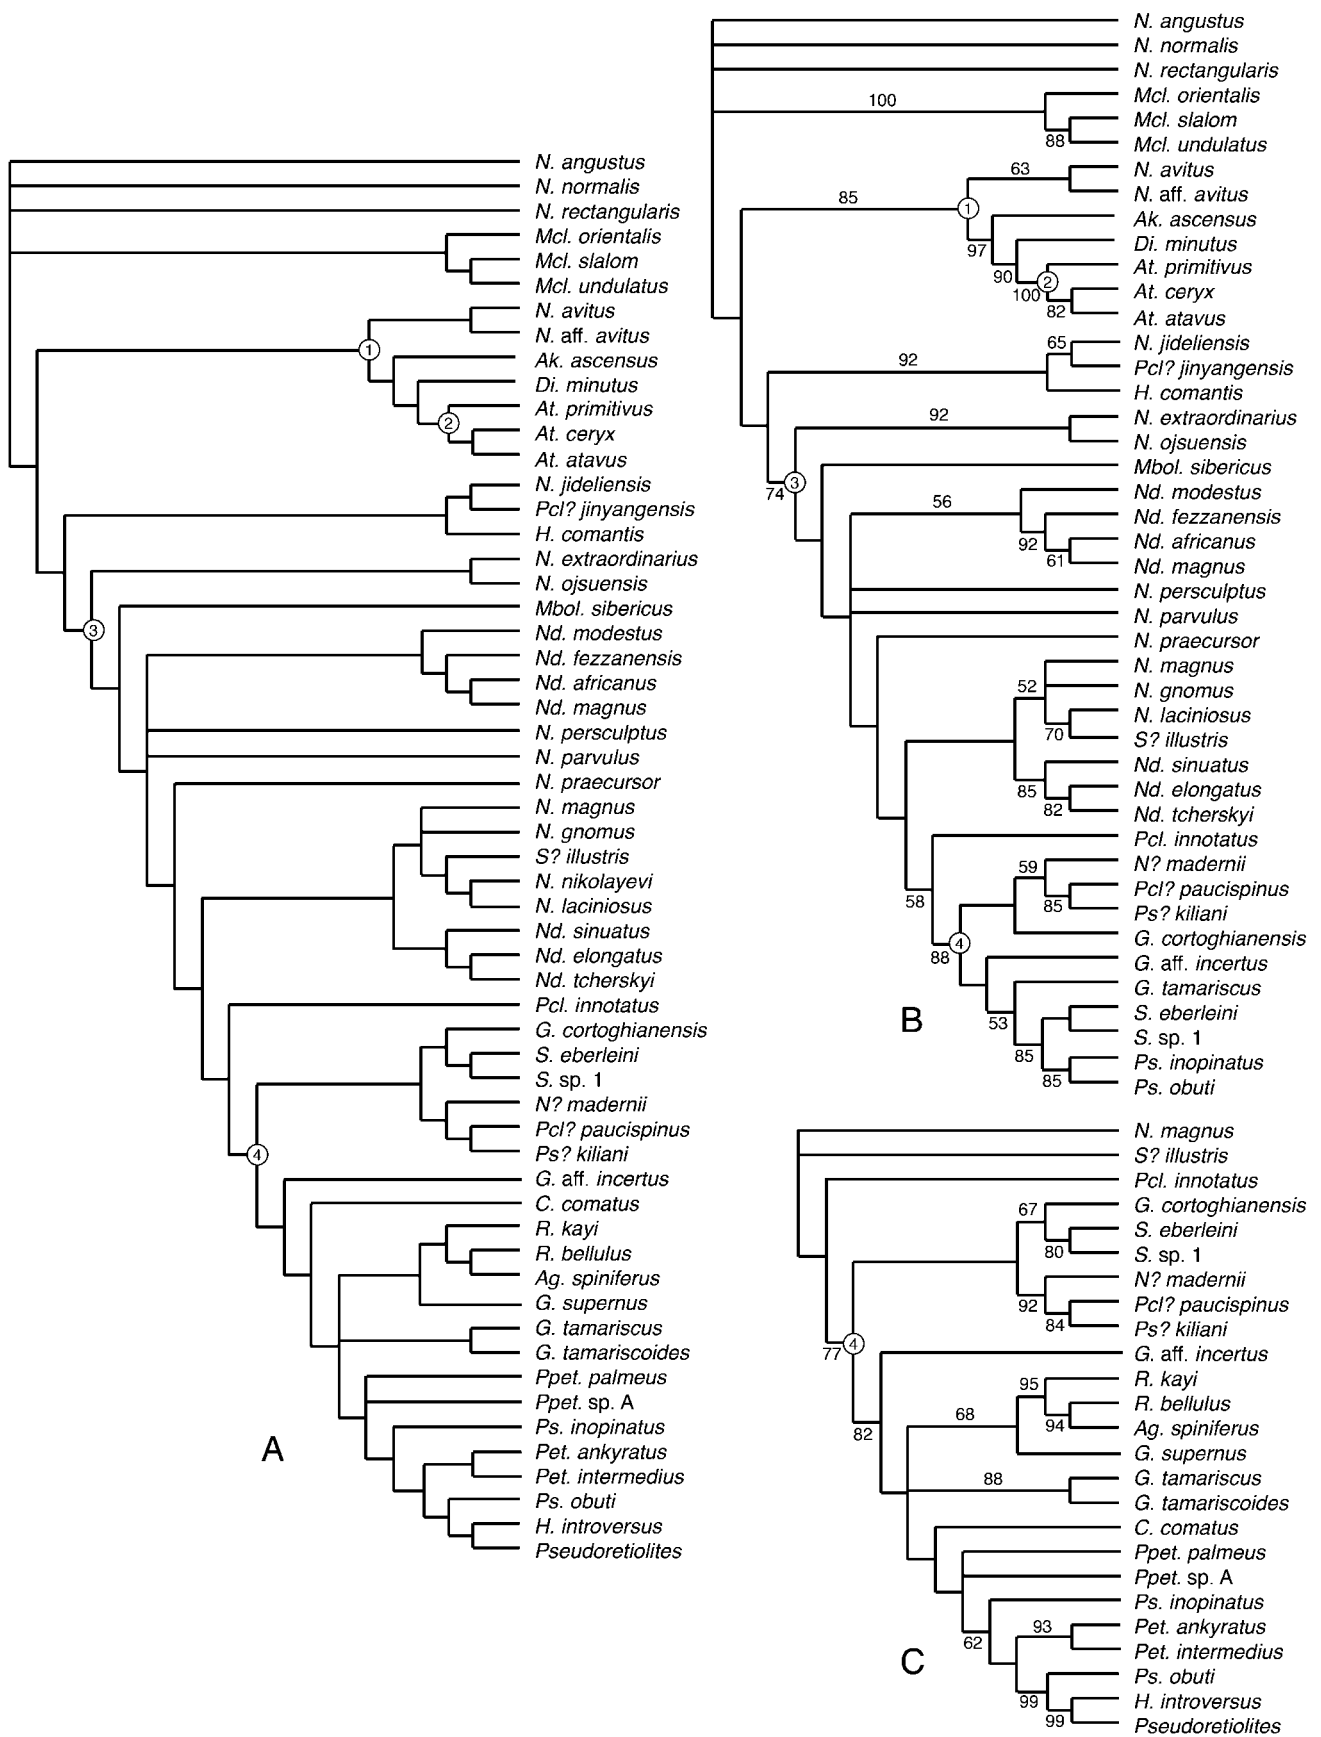 N. angustus
N. normalis
N. rectangularis
Mcl. orientalis
Mcl. slalom
Mcl. undulatus
N. avitus
N. aff. avitus
1
Ak. ascensus
Di. minutus
At. primitivus
2
At. ceryx
At. atavus
N. jideliensis
Pcl? jinyangensis
H. comantis
N. extraordinarius
N. ojsuensis
Mbol. sibericus
3
Nd. modestus
Nd. fezzanensis
Nd. africanus
Nd. magnus
N. persculptus
N. parvulus
N. praecursor
N. magnus
N. gnomus
S? illustris
N. nikolayevi
N. laciniosus
Nd. sinuatus
Nd. elongatus
Nd. tcherskyi
Pcl. innotatus
G. cortoghianensis
S. eberleini
S. sp. 1
N? madernii
Pcl? paucispinus
Ps? kiliani
4
G. aff. incertus
C. comatus
R. kayi
R. bellulus
Ag. spiniferus
G. supernus
G. tamariscus
G. tamariscoides
Ppet. palmeus
Ppet. sp. A
Ps. inopinatus
A
Pet. ankyratus
Pet. intermedius
Ps. obuti
H. introversus
Pseudoretiolites
N. angustus
N. normalis
N. rectangularis
Mcl. orientalis
100
Mcl. slalom
88
Mcl. undulatus
63
N. avitus
N. aff. avitus
85
1
Ak. ascensus
97
Di. minutus
90
At. primitivus
2
100
At. ceryx
82
At. atavus
65
N. jideliensis
92
Pcl? jinyangensis
H. comantis
92
N. extraordinarius
N. ojsuensis
Mbol. sibericus
74
3
56
Nd. modestus
Nd. fezzanensis
92
Nd. africanus
61
Nd. magnus
N. persculptus
N. parvulus
N. praecursor
N. magnus
52
N. gnomus
N. laciniosus
70
S? illustris
Nd. sinuatus
85
Nd. elongatus
82
Nd. tcherskyi
Pcl. innotatus
59
N? madernii
58
Pcl? paucispinus
85
Ps? kiliani
G. cortoghianensis
88
4
G. aff. incertus
G. tamariscus
S. eberleini
B
53
S. sp. 1
85
Ps. inopinatus
85
Ps. obuti
N. magnus
S? illustris
Pcl. innotatus
67
G. cortoghianensis
S. eberleini
80
S. sp. 1
N? madernii
92
Pcl? paucispinus
84
Ps? kiliani
77
4
G. aff. incertus
95
R. kayi
R. bellulus
68
94
Ag. spiniferus
82
G. supernus
88
G. tamariscus
G. tamariscoides
C. comatus
Ppet. palmeus
Ppet. sp. A
Ps. inopinatus
93
Pet. ankyratus
62
Pet. intermedius
C
Ps. obuti
99
H. introversus
99
Pseudoretiolites